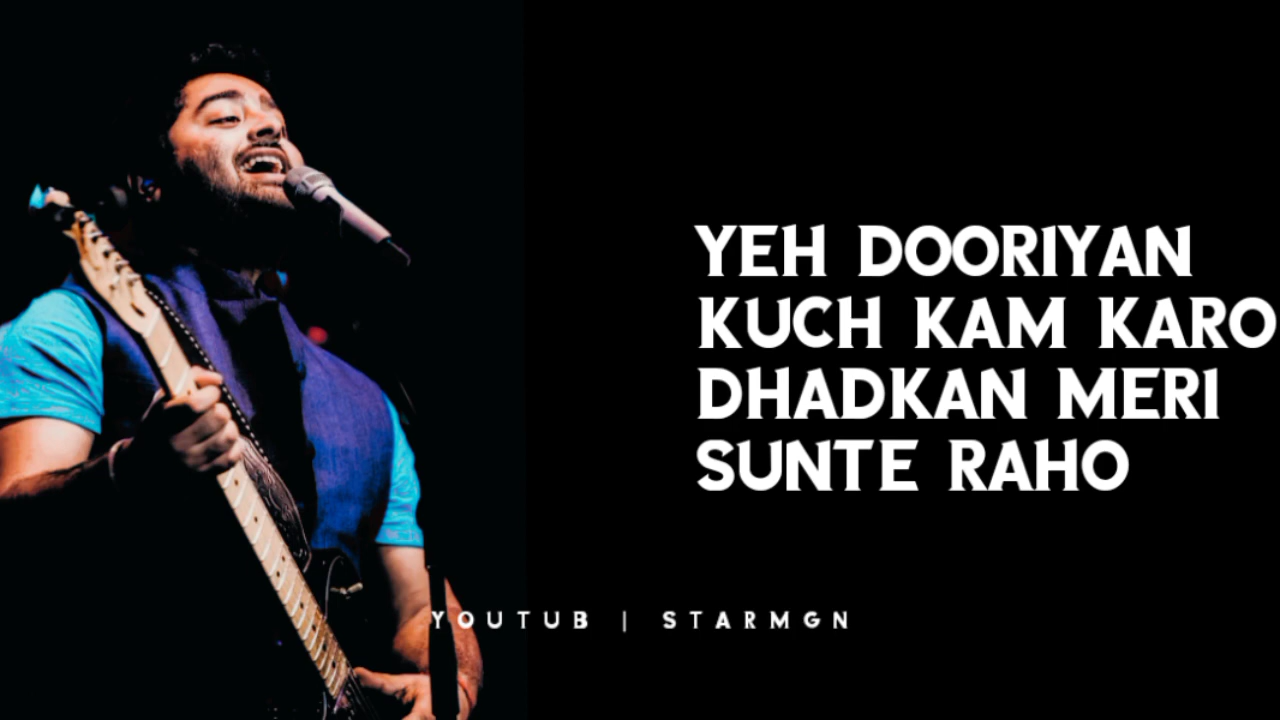 YEH DOORIYAN
KUCH KAM KARO
DHADKAN MERI
SUNTE RAHO
YOUTUB | STARMGN